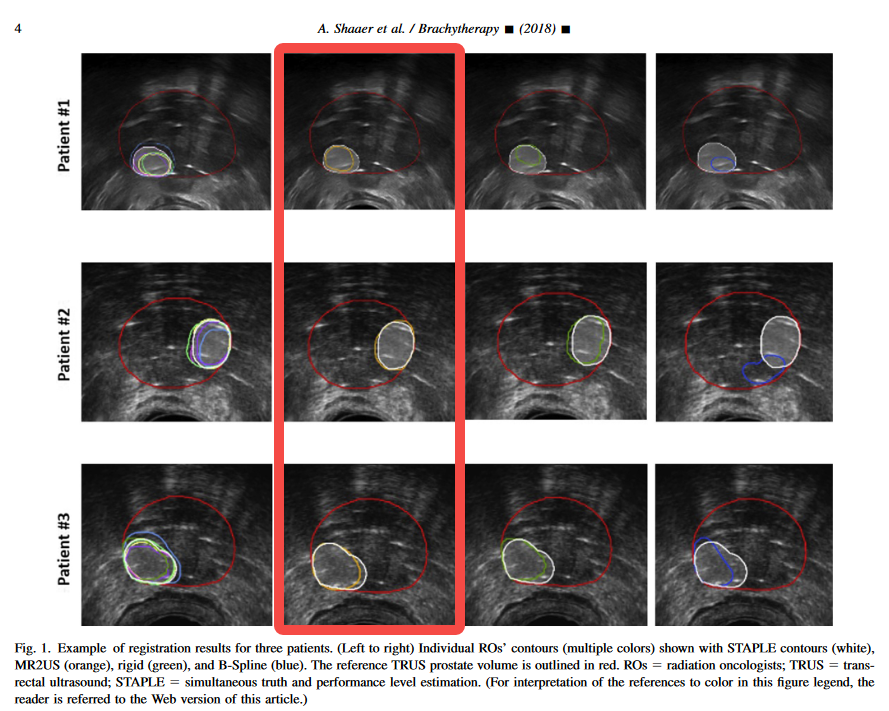 4
A. Shaaer et al. / Brachytherapy ■ (2018) ■
Patient #1
Patient #2
Patient #3
Fig. 1. Example of registration results for three patients. (Left to right) Individual ROs' contours (multiple colors) shown with STAPLE contours (white),
MR2US (orange), rigid (green), and B-Spline (blue). The reference TRUS prostate volume is outlined in red. ROs = radiation oncologists; TRUS = trans-
rectal ultrasound; STAPLE = simultaneous truth and performance level estimation. (For interpretation of the references to color in this figure legend, the
reader is referred to the Web version of this article.)